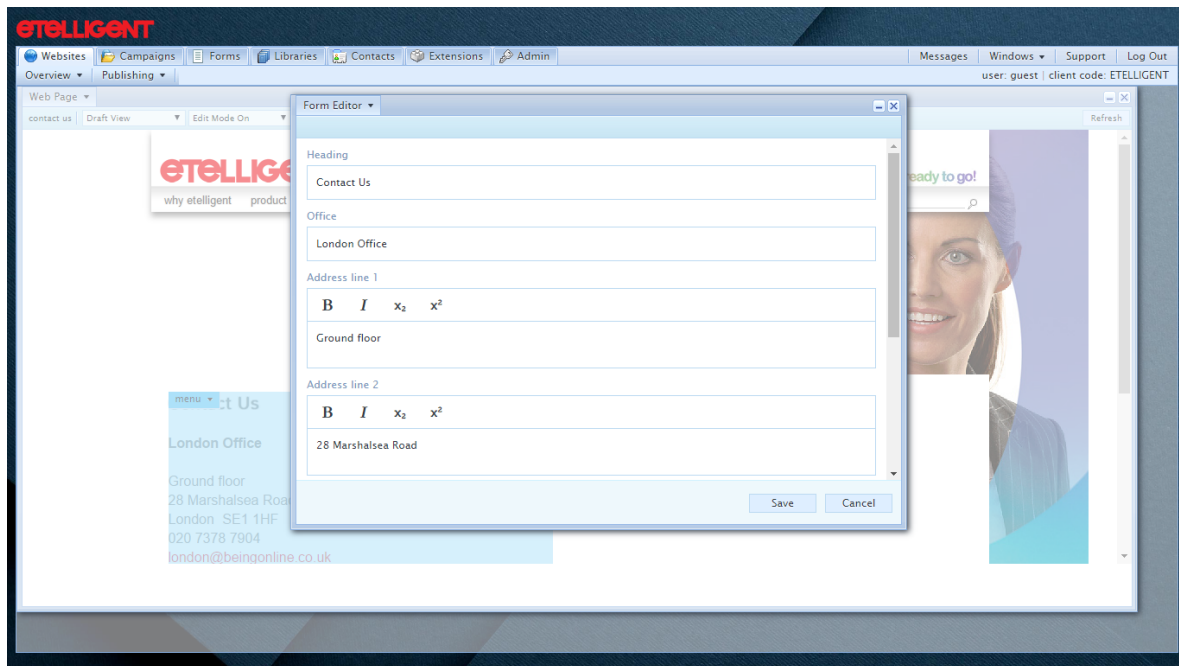 eTELLIGENT
Websites Campaigns Forms Libraries Contacts Extensions Admin Messages Windows Support Log Out
Overview Publishing user: guest client code: ETELLIGENT
Web Page
contact us Draft View Edit Mode On Refresh
Form Editor
Heading
Contact Us
Office
London Office
Address line 1
B I x₂ x²
Ground floor
Address line 2
B I x₂ x²
28 Marshalsea Road
Save Cancel
eTELLIGE
eady to go!
why etelligent product
menu ct Us
London Office
Ground floor
28 Marshalsea Roa
London SE1 1HF
020 7378 7904
london@beingonline.co.uk